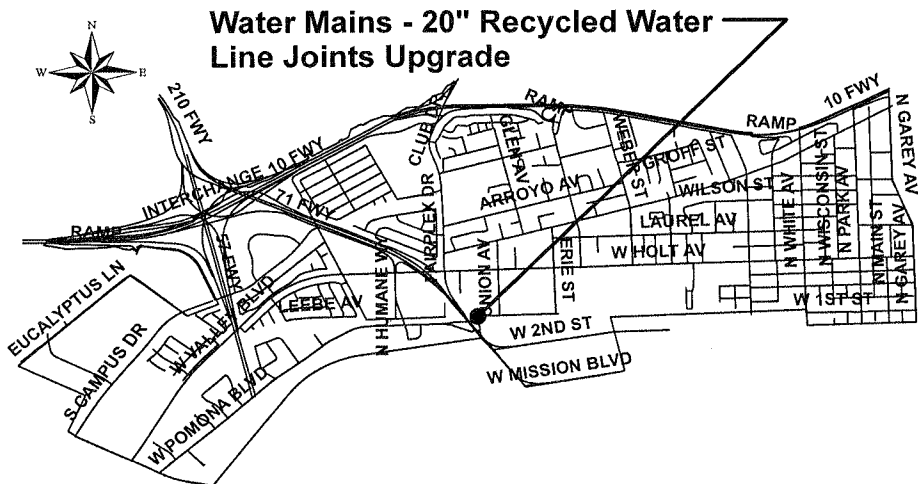 Water Mains - 20" Recycled Water
Line Joints Upgrade
N
W
E
S
210 FWY
INTERCHANGE 10 FWY
RAMP
CLUB DR
RAMP
10 FWY
RAMP
GLEN AV
WEBER ST
GRIOFF ST
N GAREY AV
ARROYO AV
WILSON ST
71 FWY
FAIRPLEX DR
LAUREL AV
W HOLT AV
N WHITE AV
N WISCONSIN ST
N PARK AV
N MAIN ST
N GAREY AV
57 FWY
EUCALYPTUS LN
W VALLEY BLVD
LEEBE AV
N HUMANE W
UNION AV
ERIE ST
W 1ST ST
W 2ND ST
S CAMPUS DR
W MISSION BLVD
W POMONA BLVD